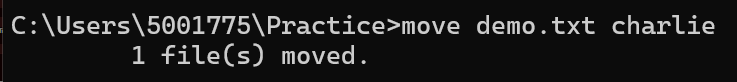 C:\Users\5001775\Practice>move demo.txt charlie
        1 file(s) moved.